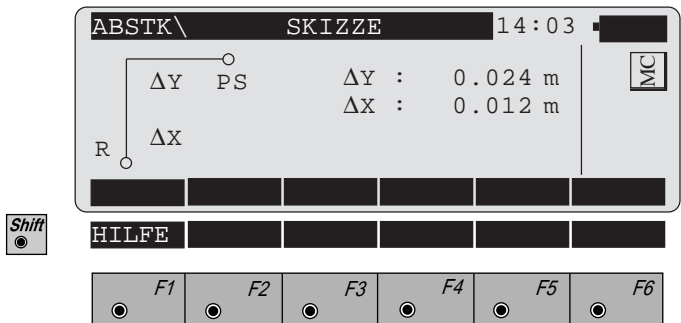 ABSTK\ SKIZZE 14:03
MC
ΔY PS ΔY : 0.024 m
ΔX : 0.012 m
R ΔX
Shift
HILFE
F1 F2 F3 F4 F5 F6